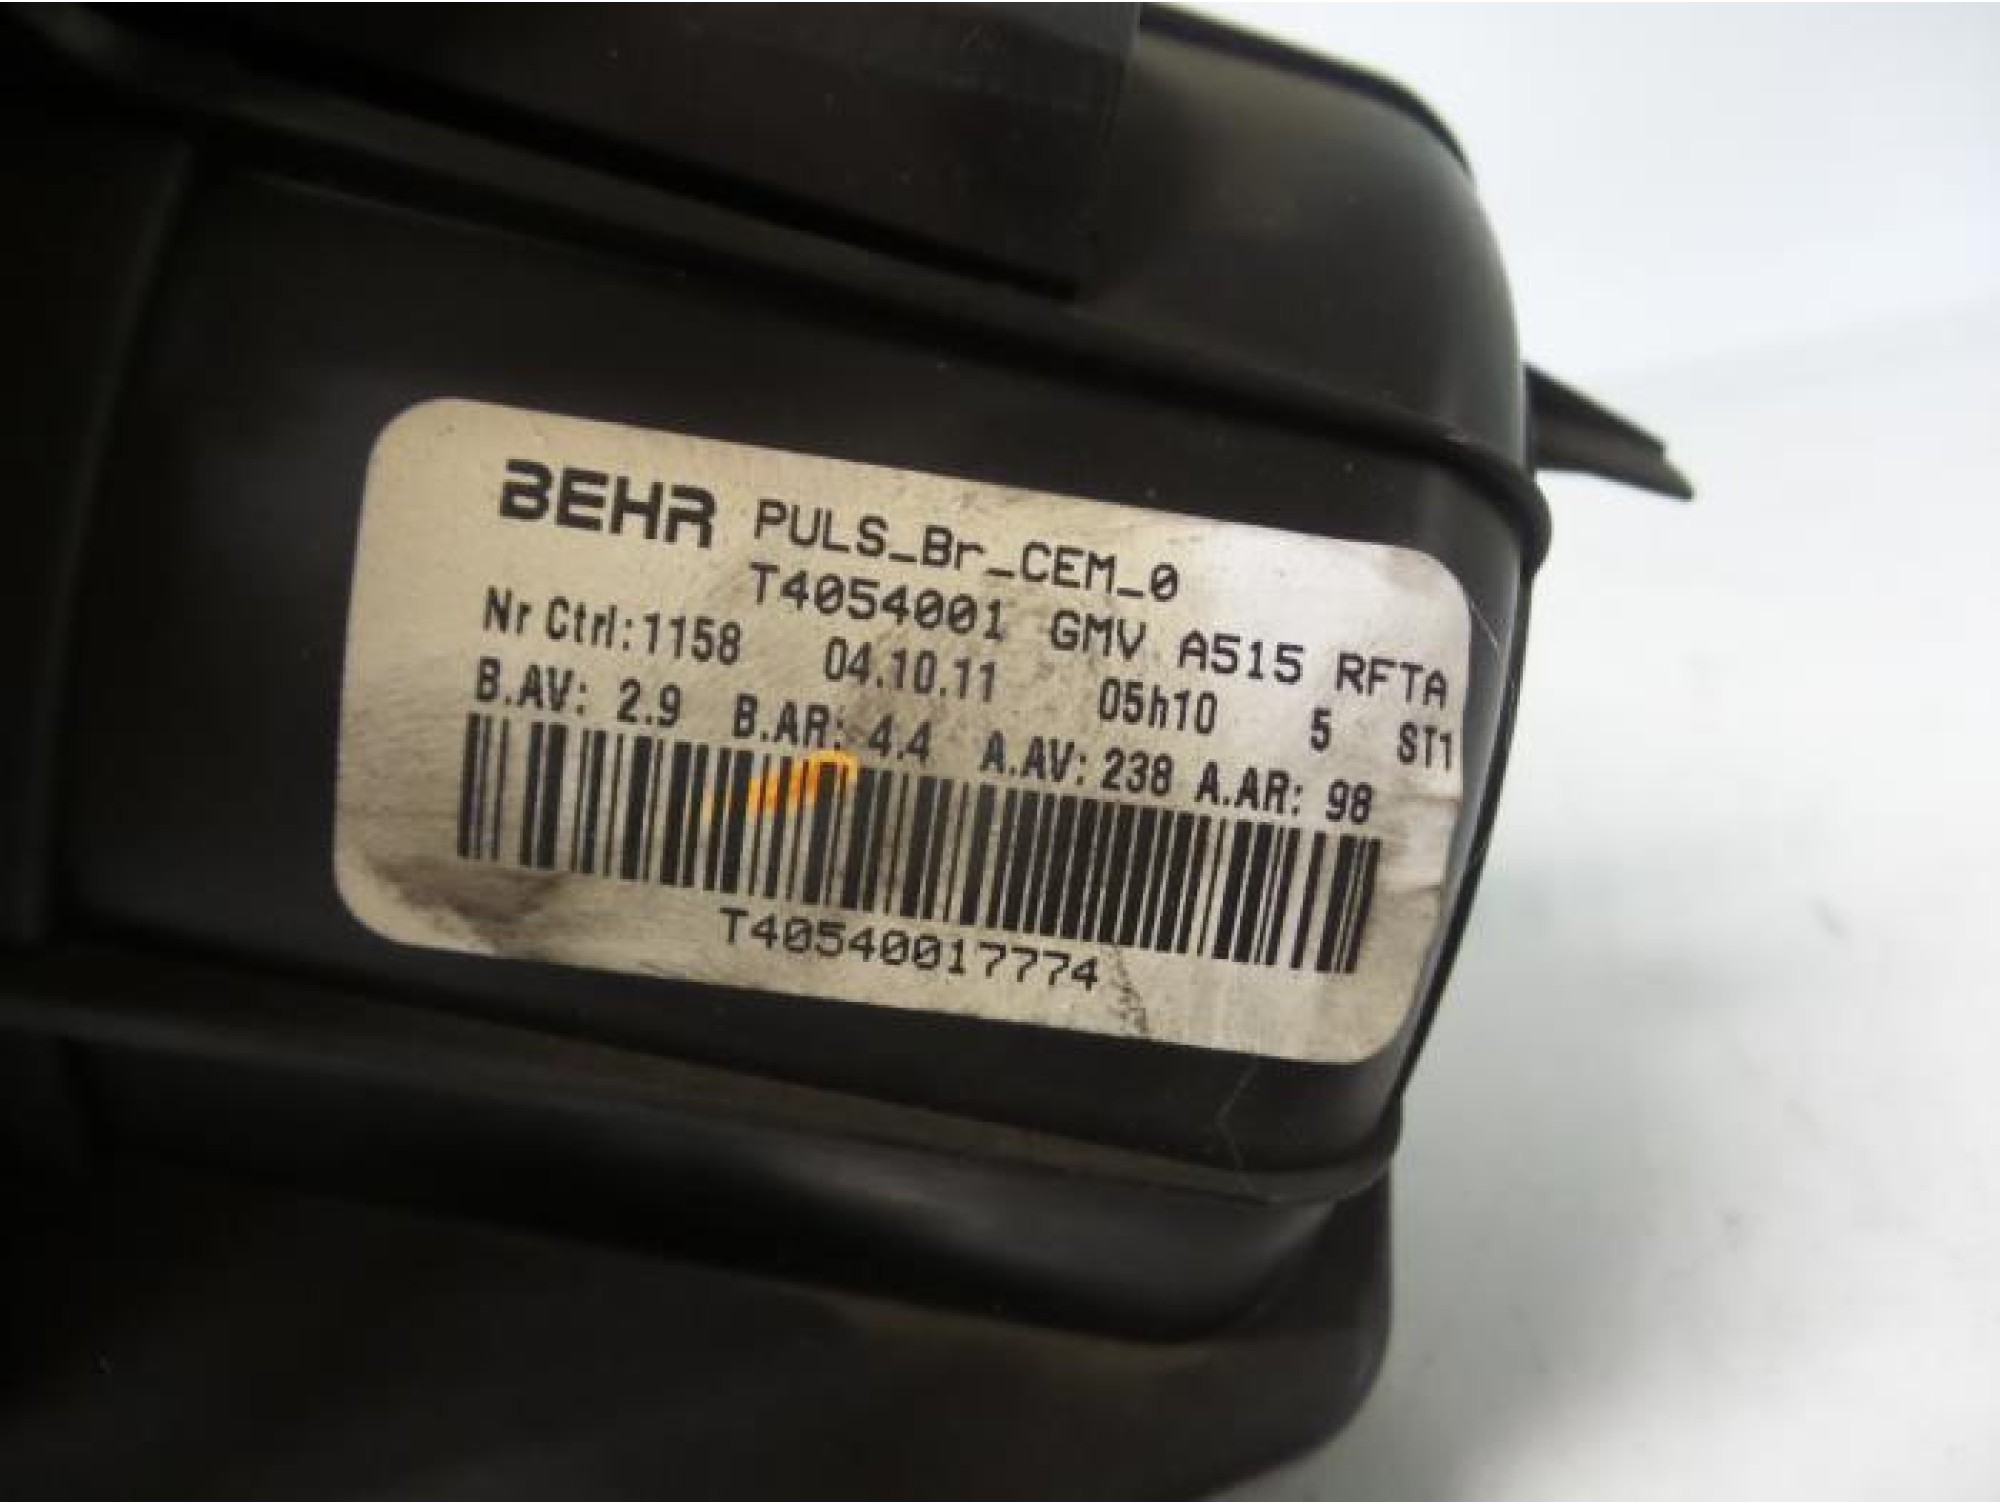 BEHR PULS_Br_CEM_0
T4054001 GMV A515 RFTA
Nr Ctrl:1158 04.10.11 05h10 5 ST1
B.AV: 2.9 B.AR: 4.4 A.AV: 238 A.AR: 98
T40540017774